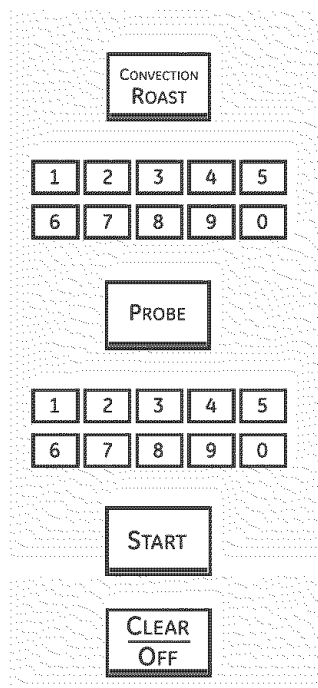 CONVECTION
ROAST
1 2 3 4 5
6 7 8 9 0
PROBE
1 2 3 4 5
6 7 8 9 0
START
CLEAR
OFF